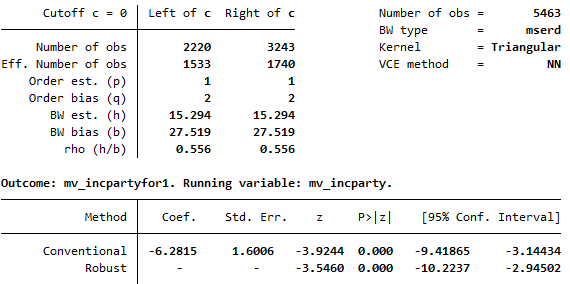 Cutoff c = 0 Left of c Right of c Number of obs = 5463
BW type = mserd
Number of obs 2220 3243 Kernel = Triangular
Eff. Number of obs 1533 1740 VCE method = NN
Order est. (p) 1 1
Order bias (q) 2 2
BW est. (h) 15.294 15.294
BW bias (b) 27.519 27.519
rho (h/b) 0.556 0.556
Outcome: mv_incpartyfor1. Running variable: mv_incparty.
Method Coef. Std. Err. z P>|z| [95% Conf. Interval]
Conventional -6.2815 1.6006 -3.9244 0.000 -9.41865 -3.14434
Robust - - -3.5460 0.000 -10.2237 -2.94502